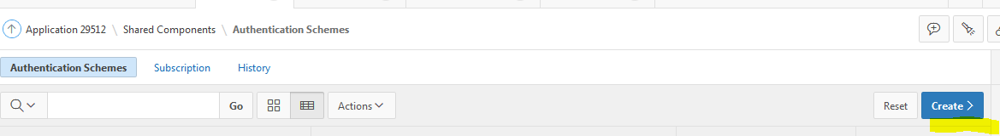 Application 29512 \ Shared Components \ Authentication Schemes
Authentication Schemes Subscription History
Go Actions Reset Create